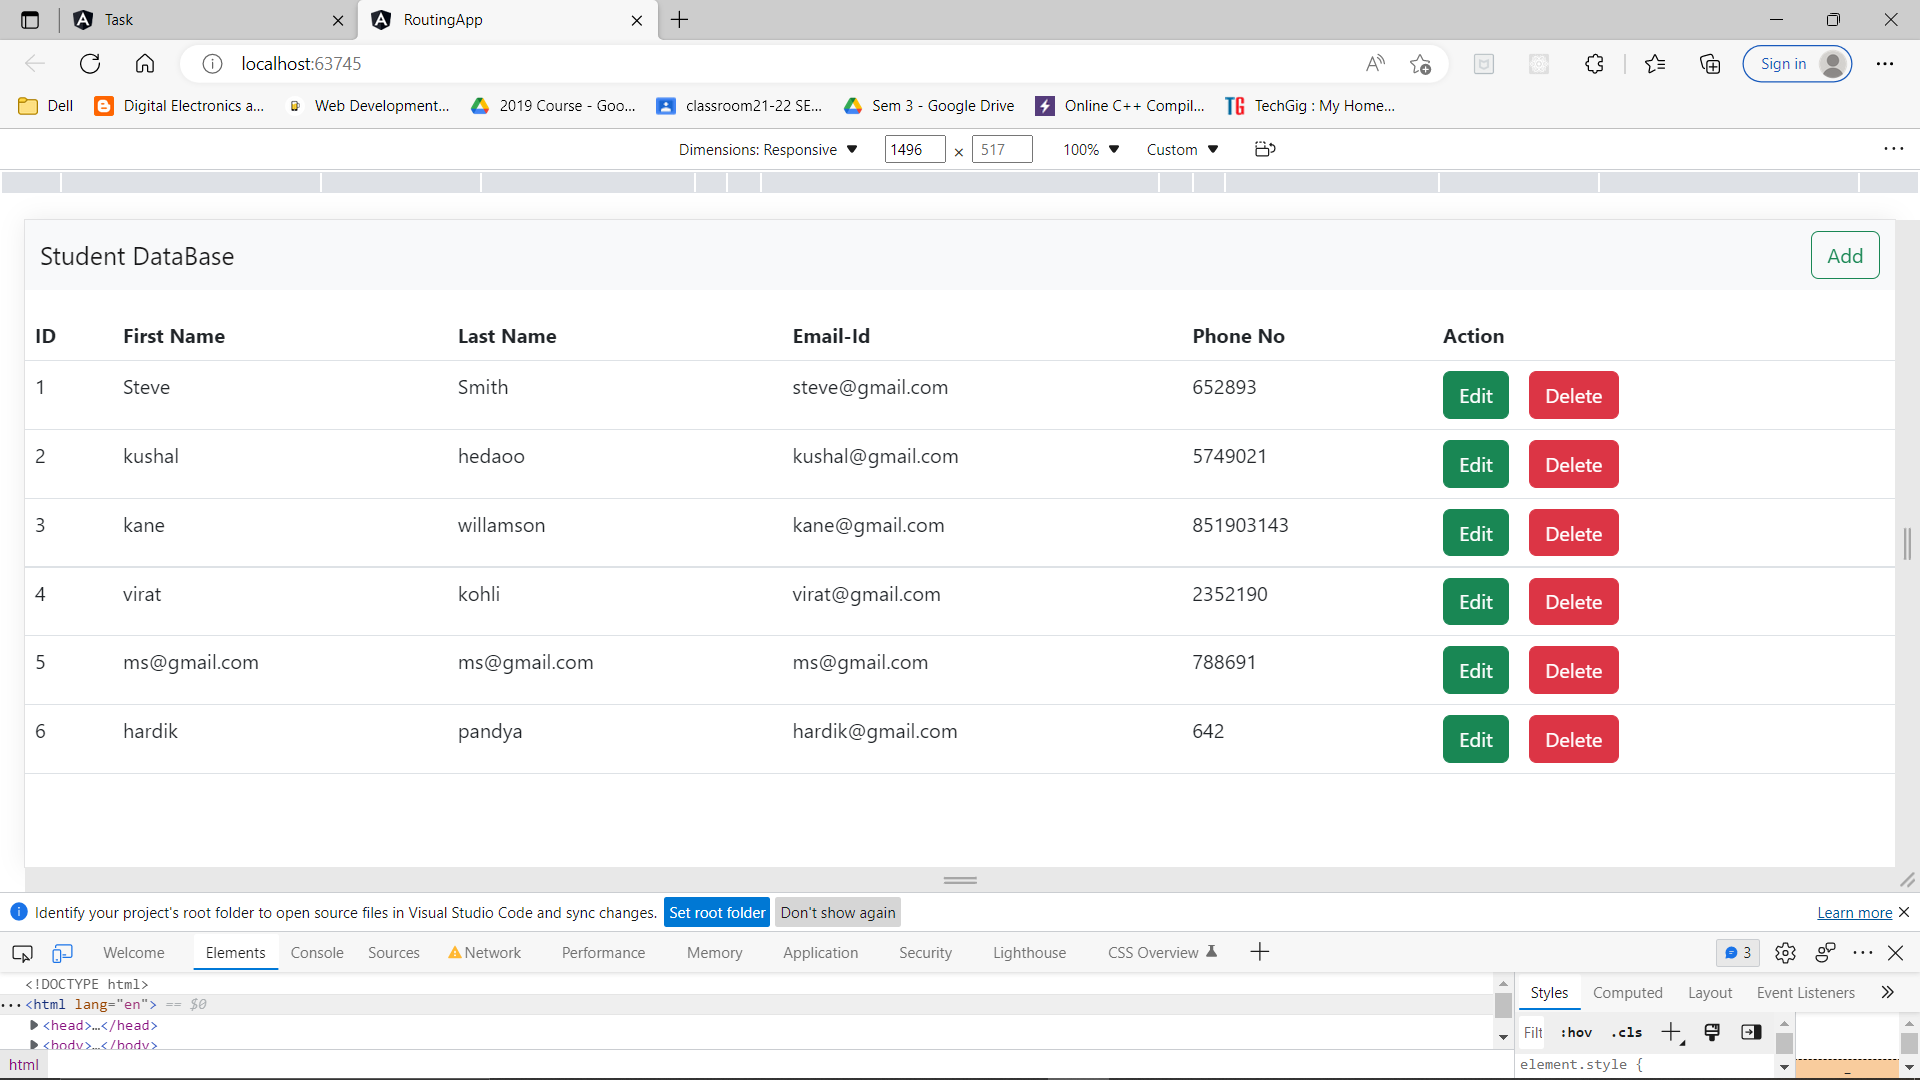 Task
RoutingApp
localhost:63745
Sign in
Dell
Digital Electronics a...
Web Development...
2019 Course - Goo...
classroom21-22 SE...
Sem 3 - Google Drive
Online C++ Compil...
TG TechGig : My Home...
Dimensions: Responsive 1496 × 517 100% Custom
Student DataBase Add
ID First Name Last Name Email-Id Phone No Action
1 Steve Smith steve@gmail.com 652893 Edit Delete
2 kushal hedaoo kushal@gmail.com 5749021 Edit Delete
3 kane willamson kane@gmail.com 851903143 Edit Delete
4 virat kohli virat@gmail.com 2352190 Edit Delete
5 ms@gmail.com ms@gmail.com ms@gmail.com 788691 Edit Delete
6 hardik pandya hardik@gmail.com 642 Edit Delete
Identify your project's root folder to open source files in Visual Studio Code and sync changes. Set root folder Don't show again Learn more
Welcome Elements Console Sources Network Performance Memory Application Security Lighthouse CSS Overview 3
<!DOCTYPE html>
...<html lang="en"> == $0
<head>…</head>
<body>…</body>
html
Styles Computed Layout Event Listeners
Filt :hov .cls
element.style {